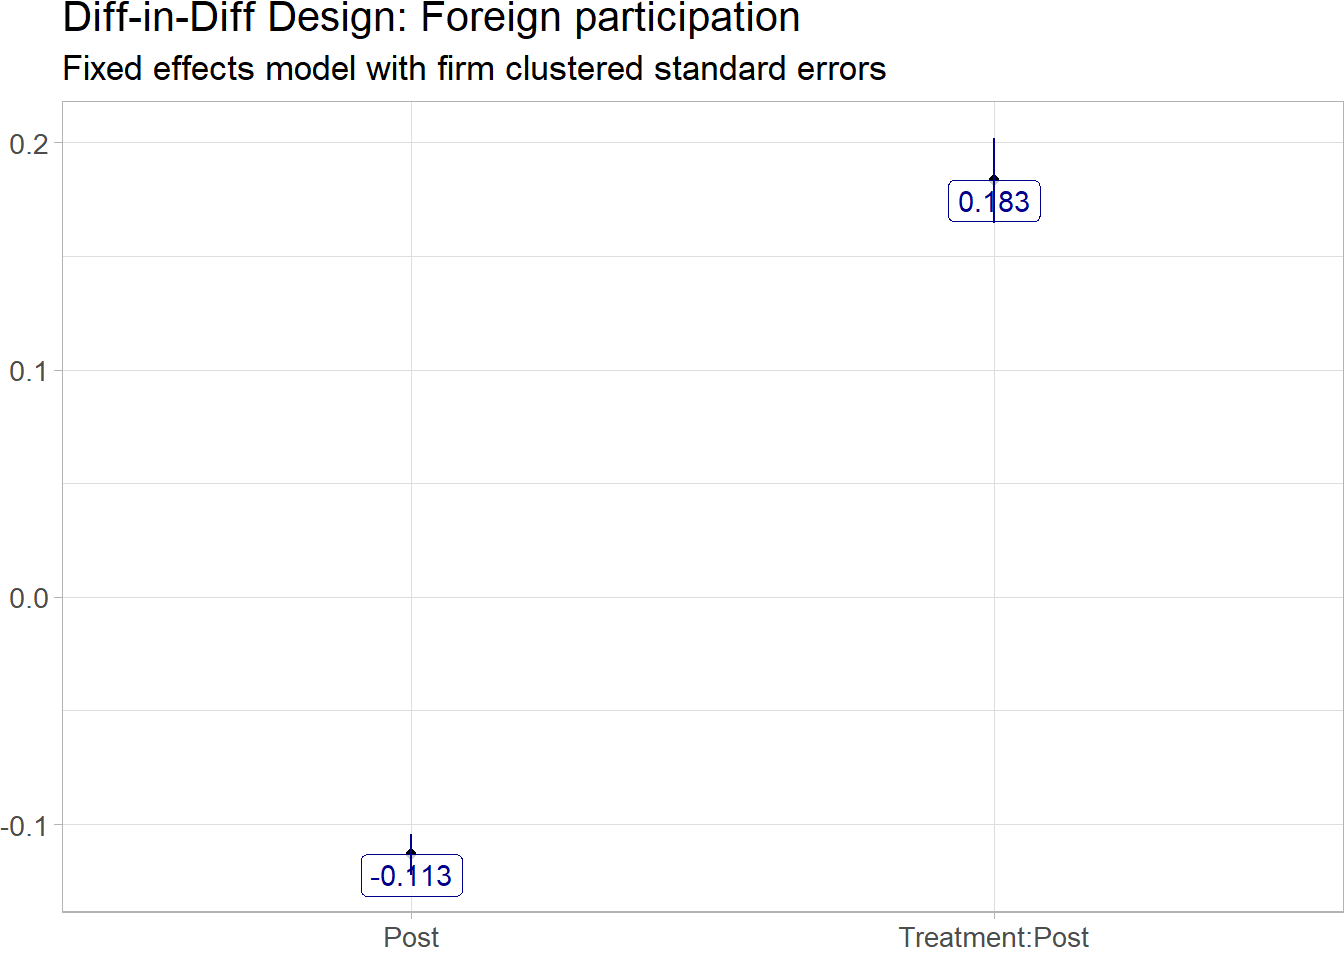 Diff-in-Diff Design: Foreign participation
Fixed effects model with firm clustered standard errors
0.2
0.183
0.1
0.0
-0.1
-0.113
Post
Treatment:Post